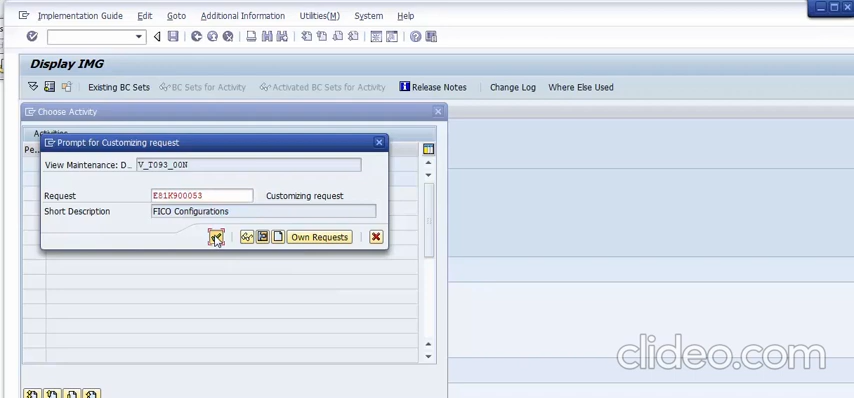 Implementation Guide Edit Goto Additional Information Utilities(M) System Help
Display IMG
Existing BC Sets BC Sets for Activity Activated BC Sets for Activity Release Notes Change Log Where Else Used
Choose Activity
Activities
Pe...
Prompt for Customizing request
View Maintenance: D... V_T093_00N
Request E81K900053 Customizing request
Short Description FICO Configurations
Own Requests
clideo.com